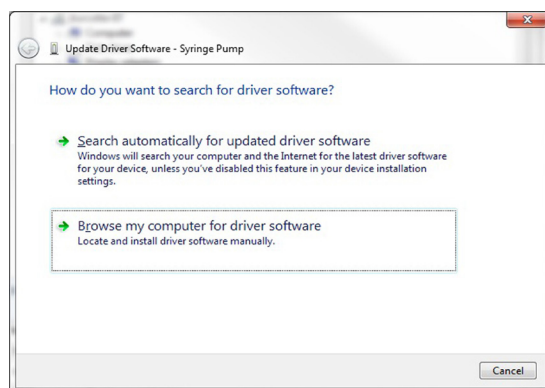 Computer
Update Driver Software - Syringe Pump
How do you want to search for driver software?
Search automatically for updated driver software
Windows will search your computer and the Internet for the latest driver software
for your device, unless you've disabled this feature in your device installation
settings.
Browse my computer for driver software
Locate and install driver software manually.
Cancel